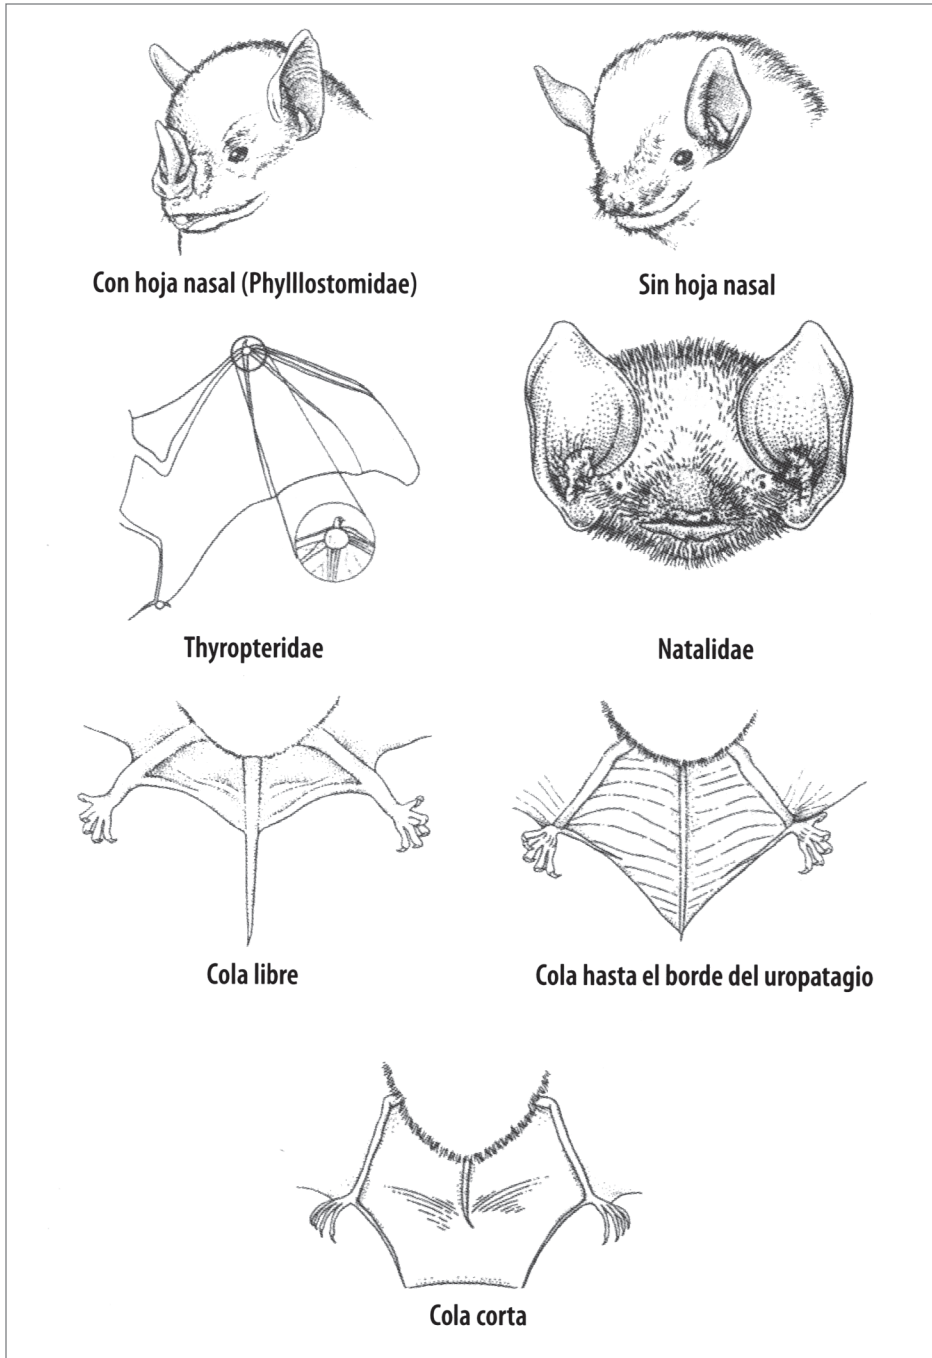 Con hoja nasal (Phylllostomidae)
Sin hoja nasal
Thyropteridae
Natalidae
Cola libre
Cola hasta el borde del uropatagio
Cola corta